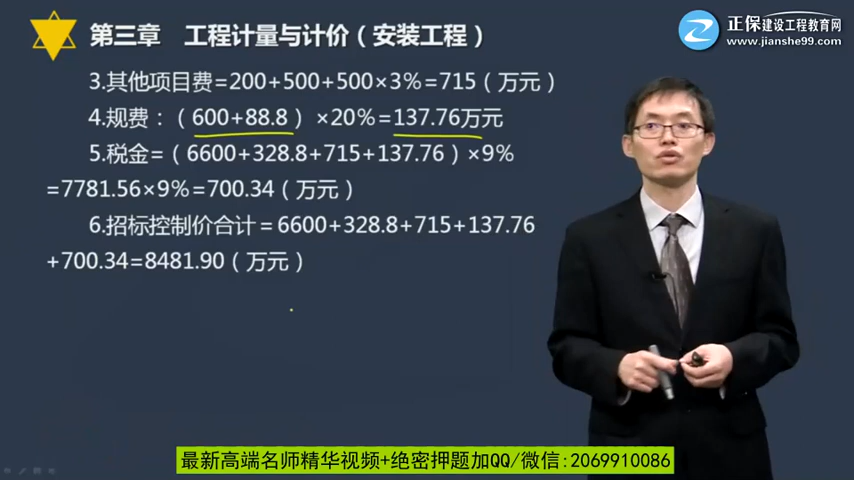 第三章 工程计量与计价（安装工程）
正保建设工程教育网
www.jianshe99.com
3.其他项目费=200+500+500×3%=715（万元）
4.规费：（600+88.8）×20%=137.76万元
5.税金=（6600+328.8+715+137.76）×9%
=7781.56×9%=700.34（万元）
6.招标控制价合计=6600+328.8+715+137.76
+700.34=8481.90（万元）
最新高端名师精华视频+绝密押题加QQ/微信:2069910086